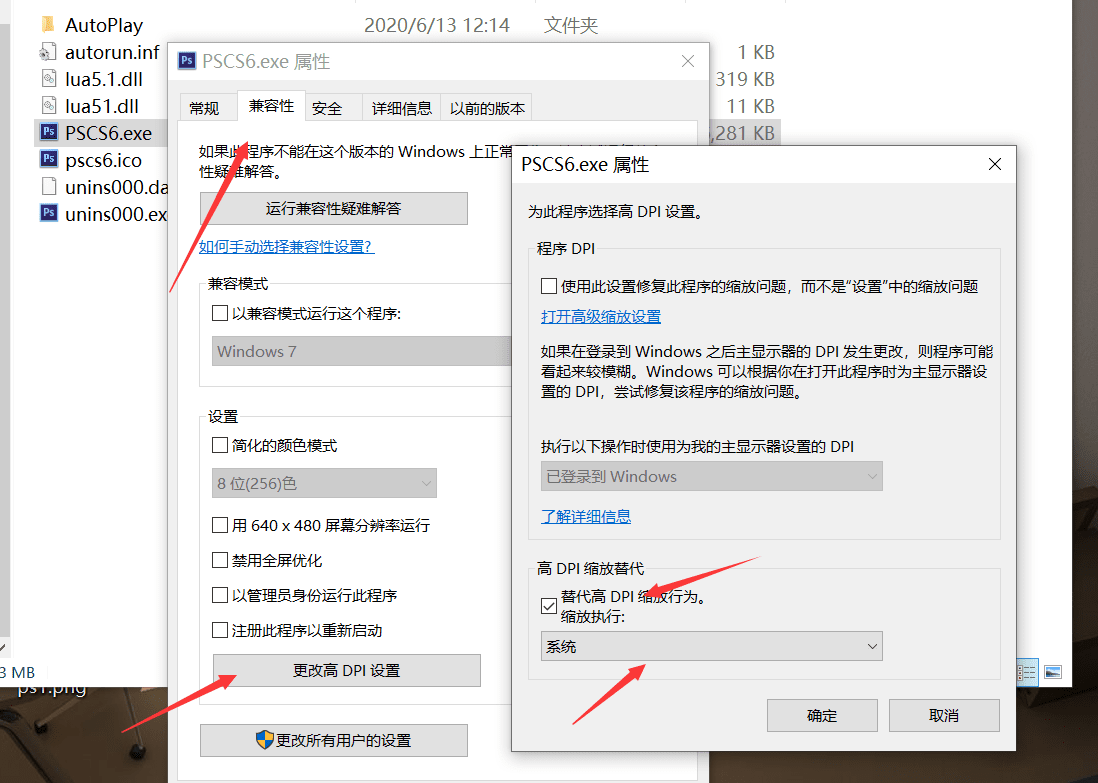 AutoPlay 2020/6/13 12:14 文件夹
autorun.inf 1 KB
lua5.1.dll 319 KB
lua51.dll 11 KB
PSCS6.exe ,281 KB
pscs6.ico
unins000.da
unins000.ex
3 MB
ps1.png
PSCS6.exe 属性
常规 兼容性 安全 详细信息 以前的版本
如果此程序不能在这个版本的 Windows 上正常
性疑难解答。
运行兼容性疑难解答
如何手动选择兼容性设置?
兼容模式
以兼容模式运行这个程序:
Windows 7
设置
简化的颜色模式
8 位(256)色
用 640 x 480 屏幕分辨率运行
禁用全屏优化
以管理员身份运行此程序
注册此程序以重新启动
更改高 DPI 设置
更改所有用户的设置
PSCS6.exe 属性
为此程序选择高 DPI 设置。
程序 DPI
使用此设置修复此程序的缩放问题，而不是“设置”中的缩放问题
打开高级缩放设置
如果在登录到 Windows 之后主显示器的 DPI 发生更改，则程序可能
看起来较模糊。Windows 可以根据你在打开此程序时为主显示器设
置的 DPI，尝试修复该程序的缩放问题。
执行以下操作时使用为我的主显示器设置的 DPI
已登录到 Windows
了解详细信息
高 DPI 缩放替代
替代高 DPI 缩放行为。
缩放执行:
系统
确定 取消